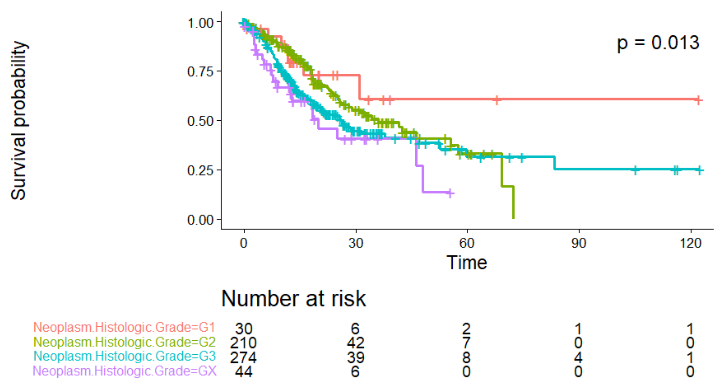 Survival probability
1.00
0.75
0.50
0.25
0.00
p = 0.013
0 30 60 90 120
Time
Number at risk
Neoplasm.Histologic.Grade=G1 30 6 2 1 1
Neoplasm.Histologic.Grade=G2 210 42 7 0 0
Neoplasm.Histologic.Grade=G3 274 39 8 4 1
Neoplasm.Histologic.Grade=GX 44 6 0 0 0